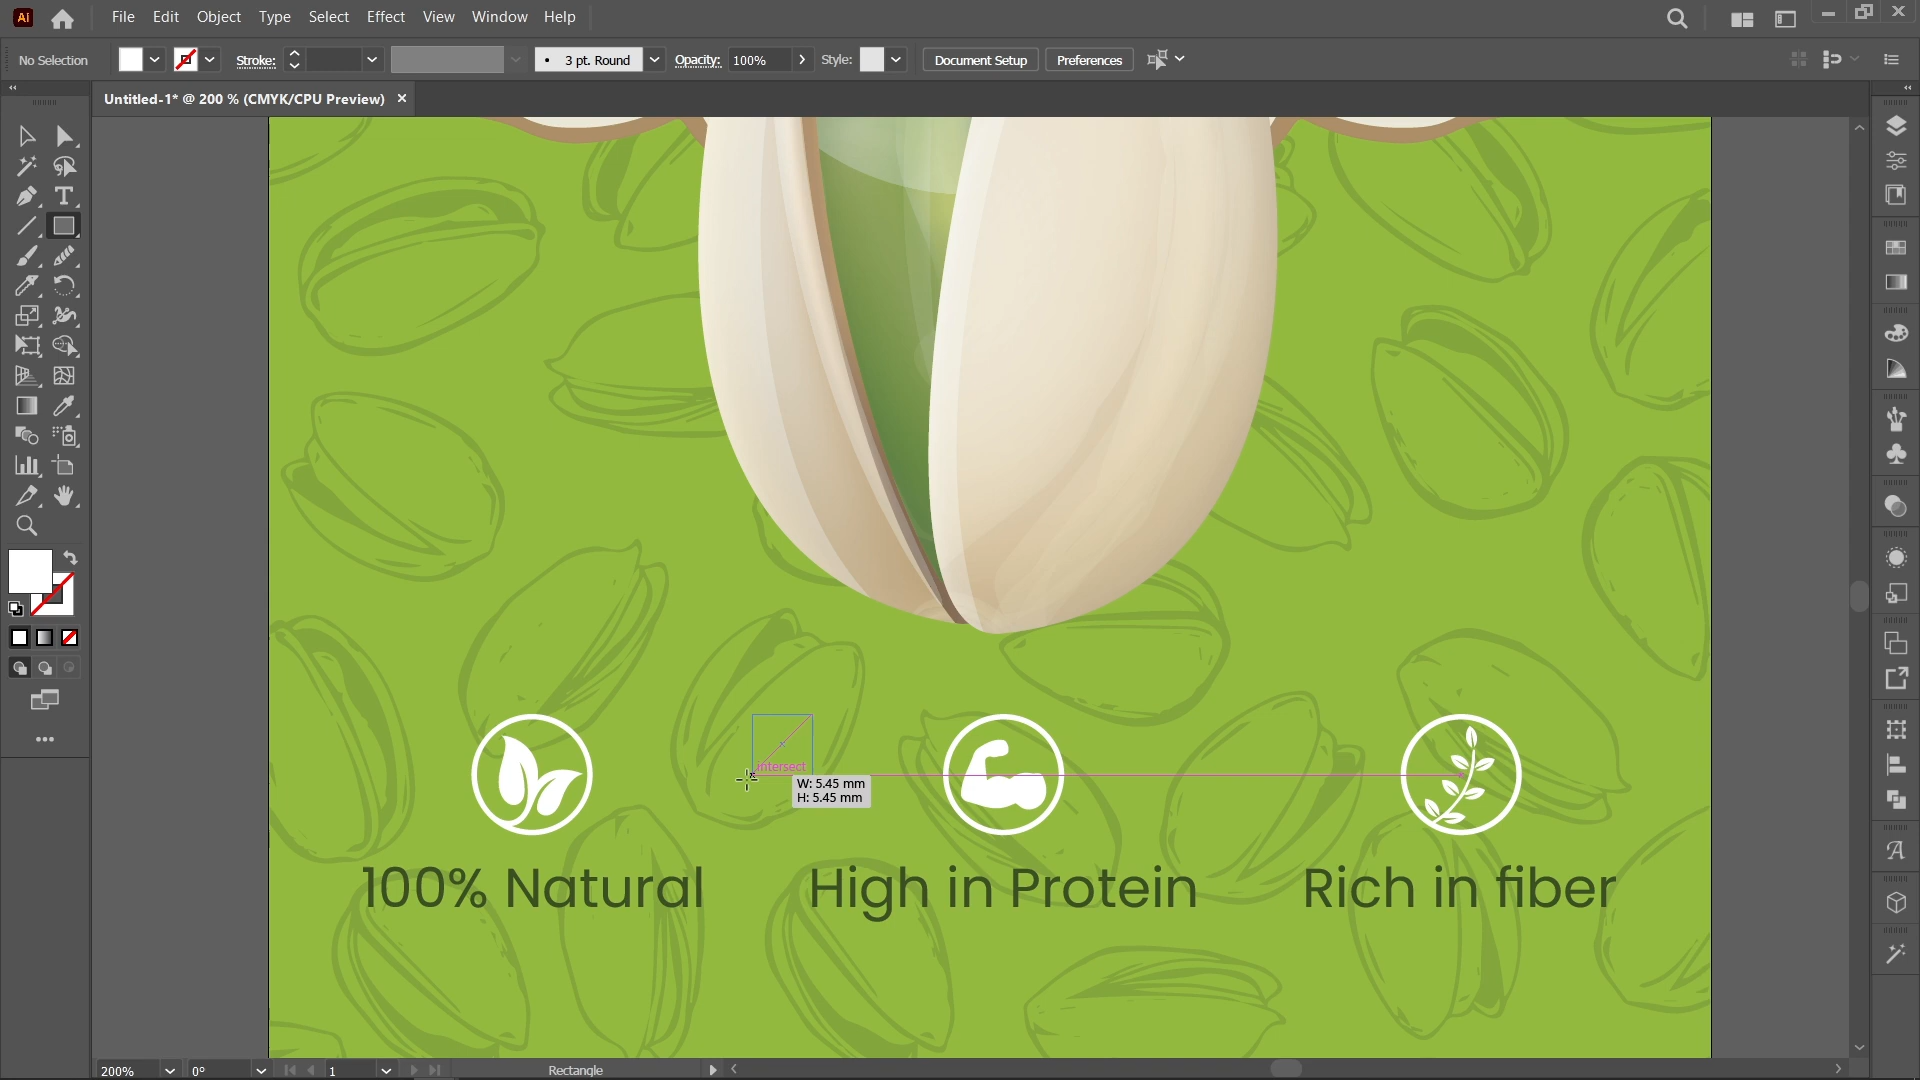 Ai File Edit Object Type Select Effect View Window Help
No Selection Stroke: 3 pt. Round Opacity: 100% Style: Document Setup Preferences
Untitled-1* @ 200 % (CMYK/CPU Preview)
intersect
W: 5.45 mm
H: 5.45 mm
100% Natural High in Protein Rich in fiber
200% 0° 1 Rectangle